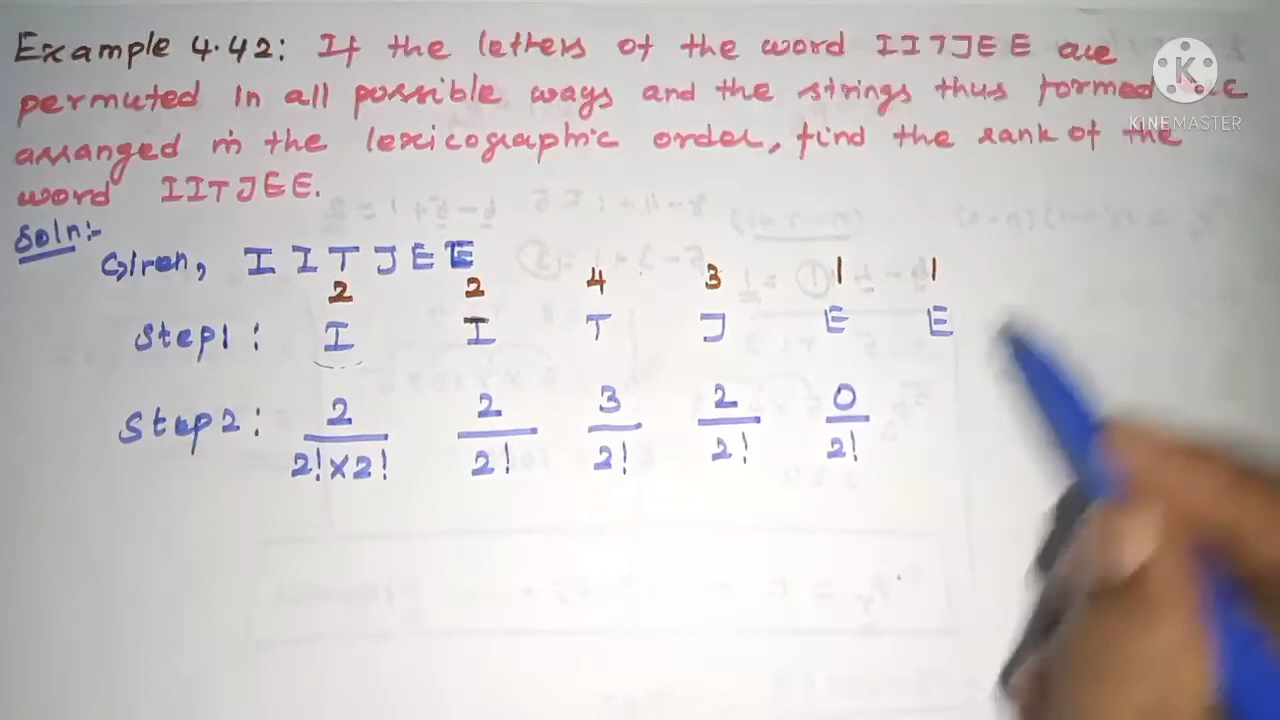 Example 4.42: If the letters of the word IITJEE are
permuted in all possible ways and the strings thus formed
arranged in the lexicographic order, find the rank of the
word IITJEE.
Soln:-
Given, I I T J E E
2 2 4 3 1 1
Step1: I I T J E E
Step2: 2/2!×2! 2/2! 3/2! 2/2! 0/2!
K
KINEMASTER